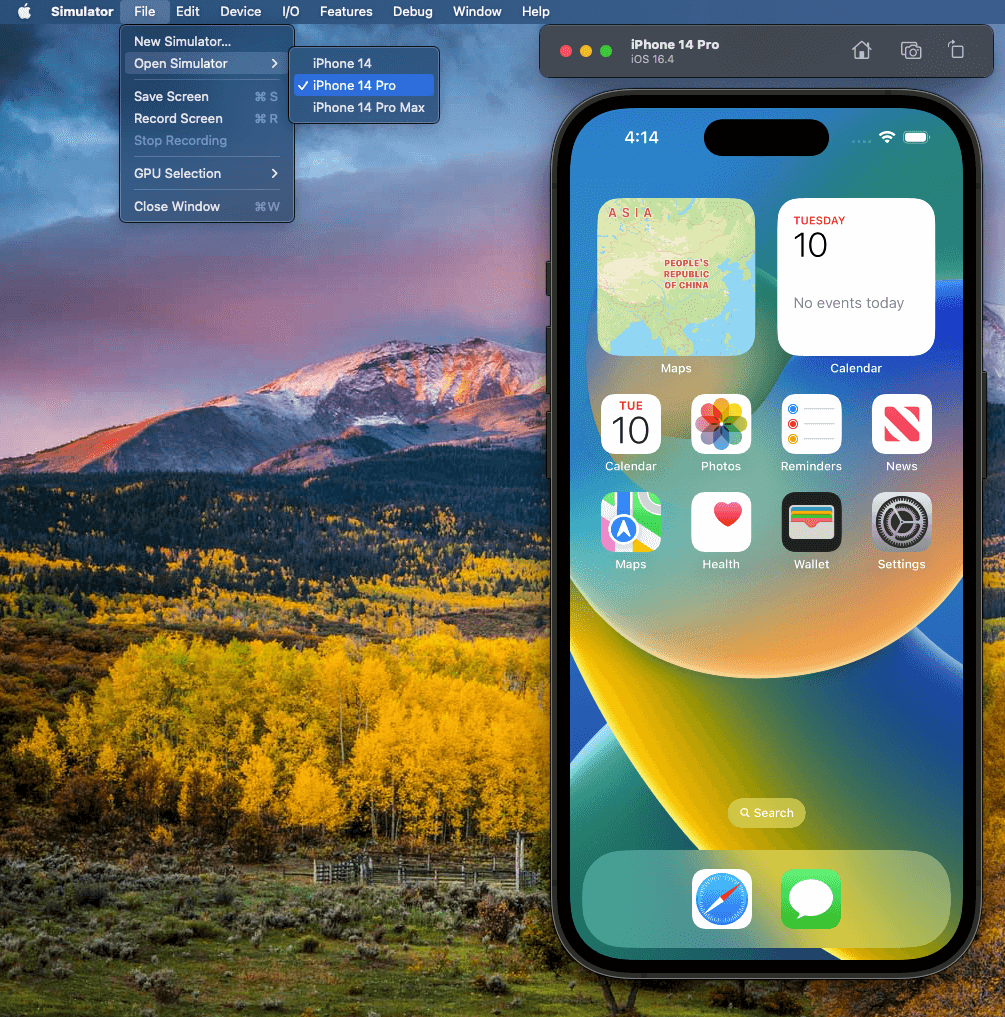 Simulator File Edit Device I/O Features Debug Window Help
New Simulator...
Open Simulator
Save Screen ⌘ S
Record Screen ⌘ R
Stop Recording
GPU Selection
Close Window ⌘ W
iPhone 14
iPhone 14 Pro
iPhone 14 Pro Max
iPhone 14 Pro
iOS 16.4
4:14
ASIA
PEOPLE'S
REPUBLIC
OF CHINA
Maps
TUESDAY
10
No events today
Calendar
TUE
10
Calendar Photos Reminders News
Maps Health Wallet Settings
Search